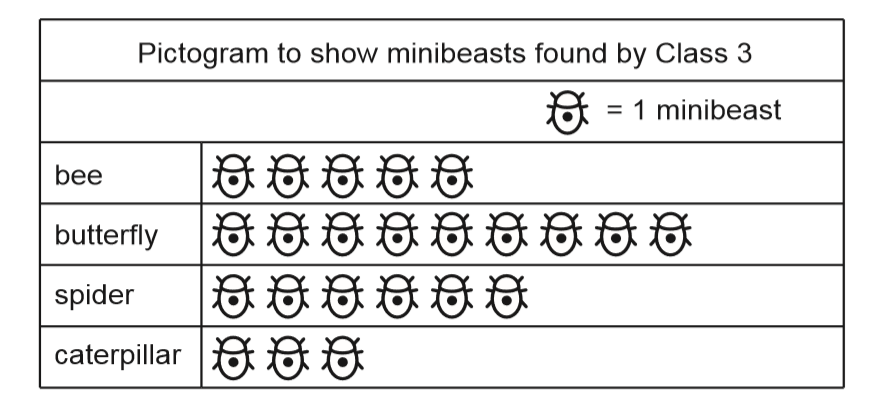 Pictogram to show minibeasts found by Class 3
= 1 minibeast
bee
butterfly
spider
caterpillar